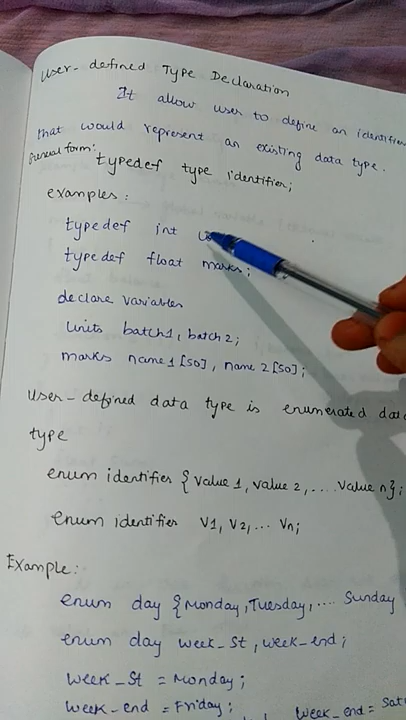 User-defined Type Declaration
It allow user to define an identifier
that would represent an existing data type.
General form: typedef type identifier;
examples:
typedef int
typedef float marks;
declare variables
units batch1, batch2;
marks name1[50], name2[50];
User-defined data type is enumerated
type
enum identifier {value 1, value 2, .... value n};
enum identifier V1, V2, ... Vn;
Example:
enum day {Monday, Tuesday, .... Sunday
enum day week_St, week_end;
week_St = Monday;
week_end = Friday;
week_end =